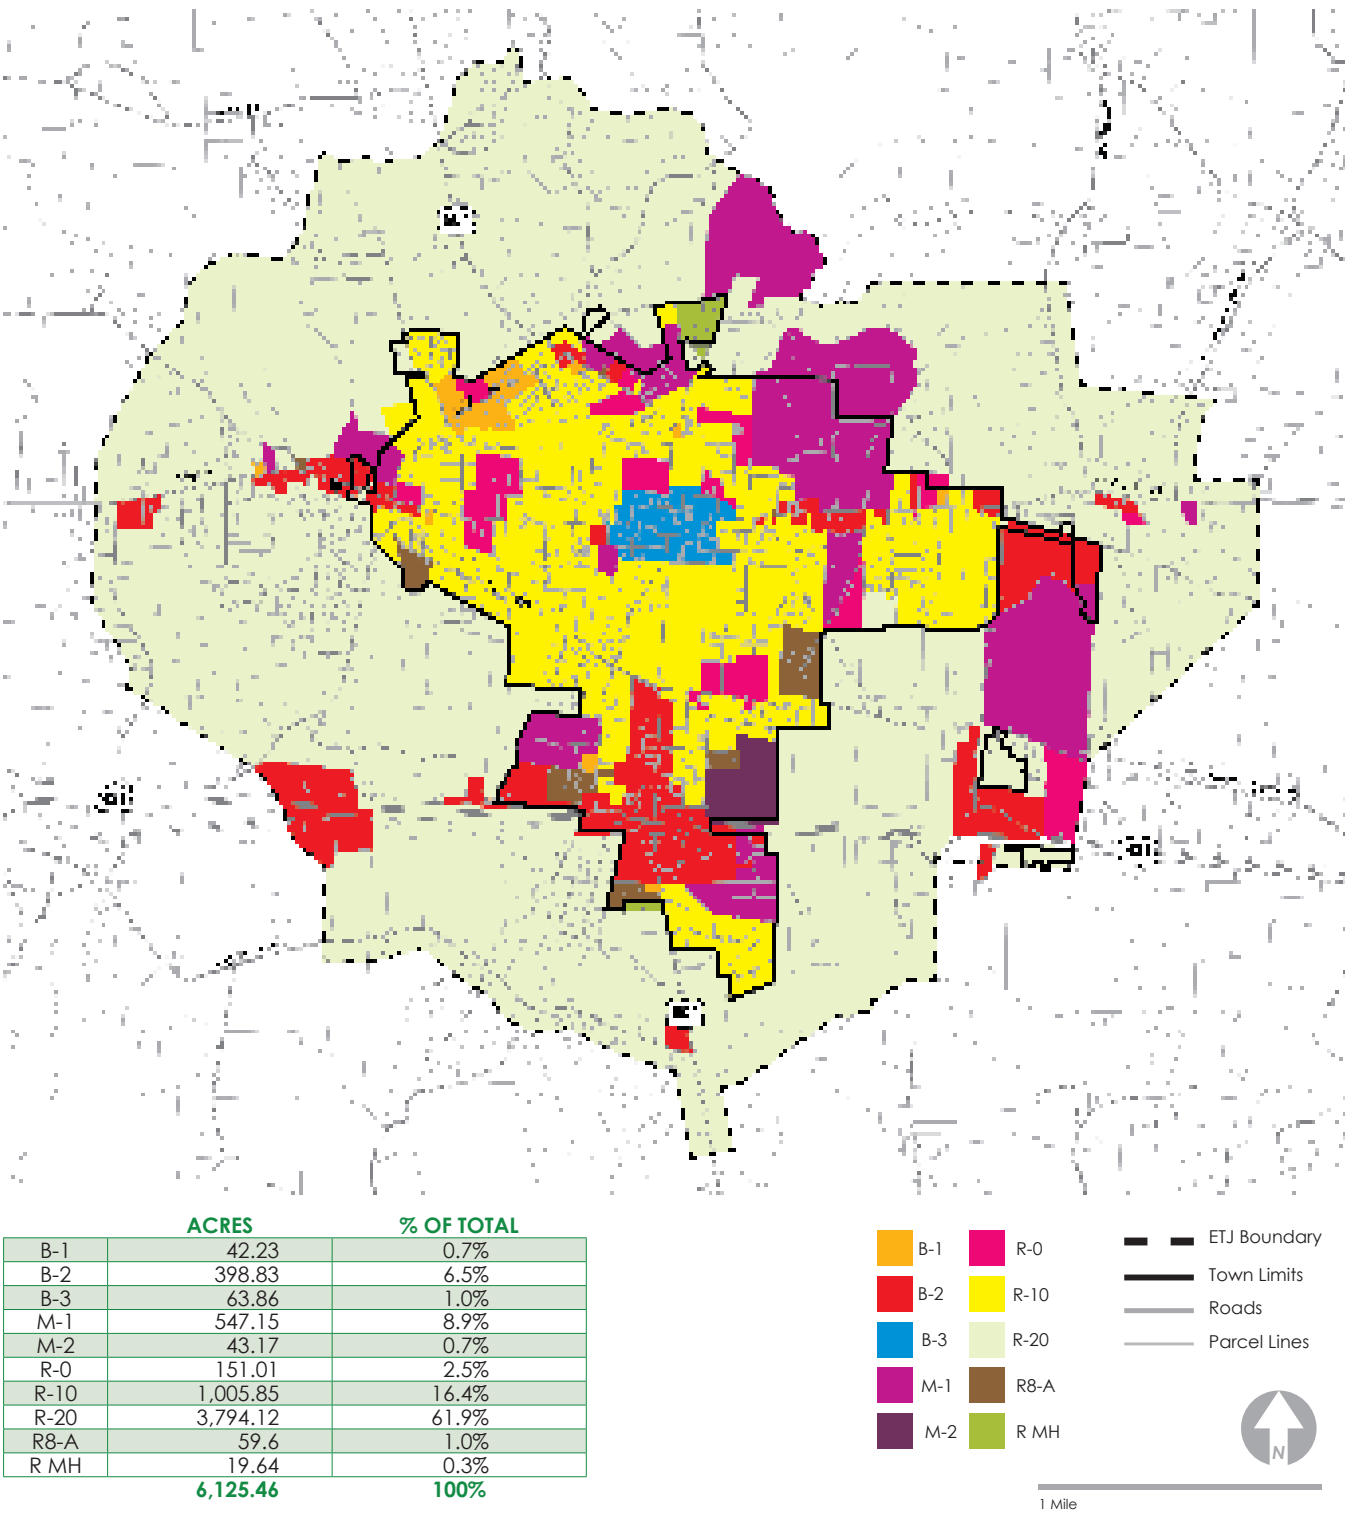 ACRES % OF TOTAL
B-1 42.23 0.7%
B-2 398.83 6.5%
B-3 63.86 1.0%
M-1 547.15 8.9%
M-2 43.17 0.7%
R-0 151.01 2.5%
R-10 1,005.85 16.4%
R-20 3,794.12 61.9%
R8-A 59.6 1.0%
R MH 19.64 0.3%
6,125.46 100%
B-1 R-0
B-2 R-10
B-3 R-20
M-1 R8-A
M-2 R MH
ETJ Boundary
Town Limits
Roads
Parcel Lines
N
1 Mile